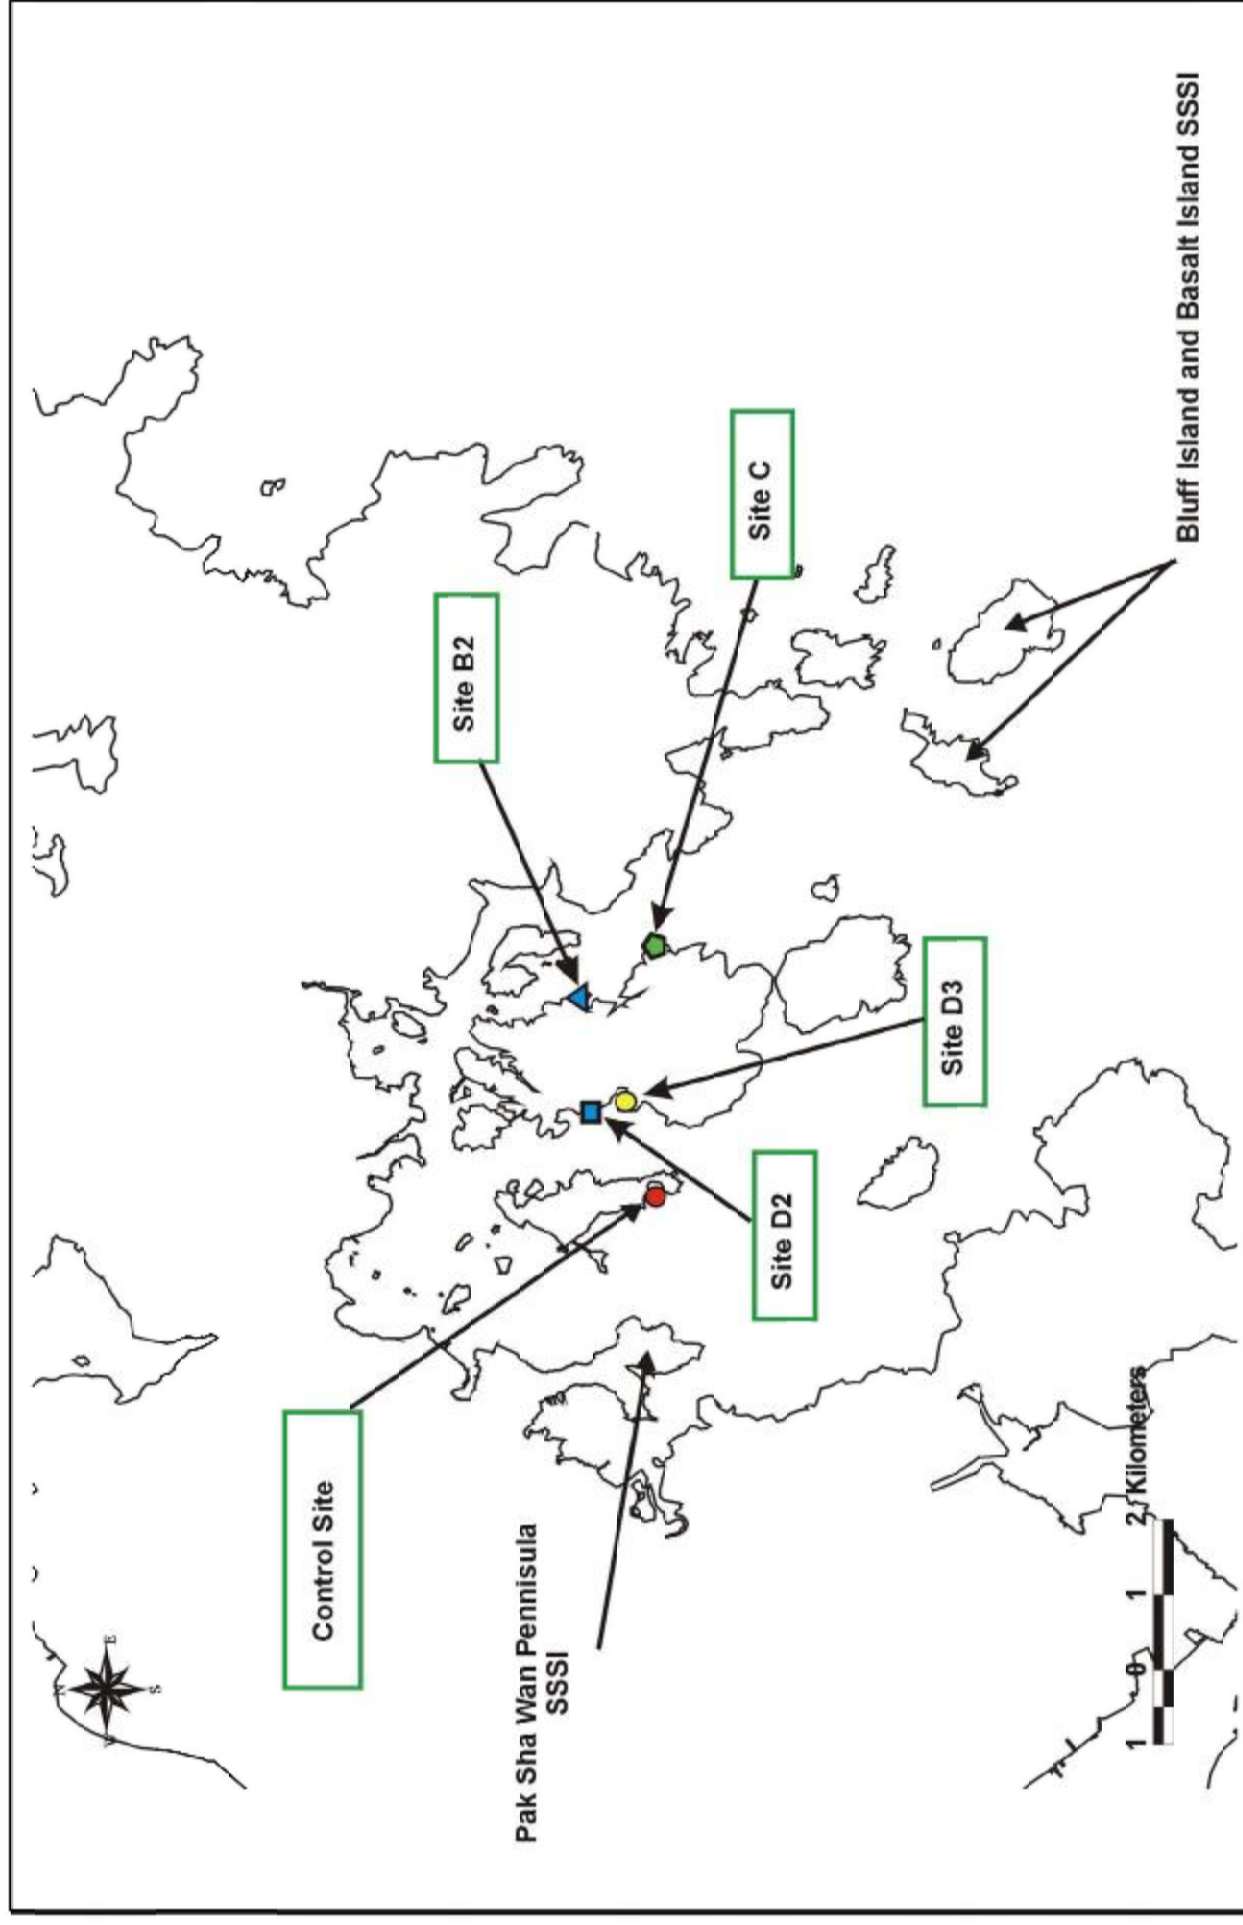 N
W
E
S
Control Site
Site B2
Pak Sha Wan Pennisula
SSSI
Site C
Site D2
Site D3
1 0 1 2 Kilometers
Bluff Island and Basalt Island SSSI